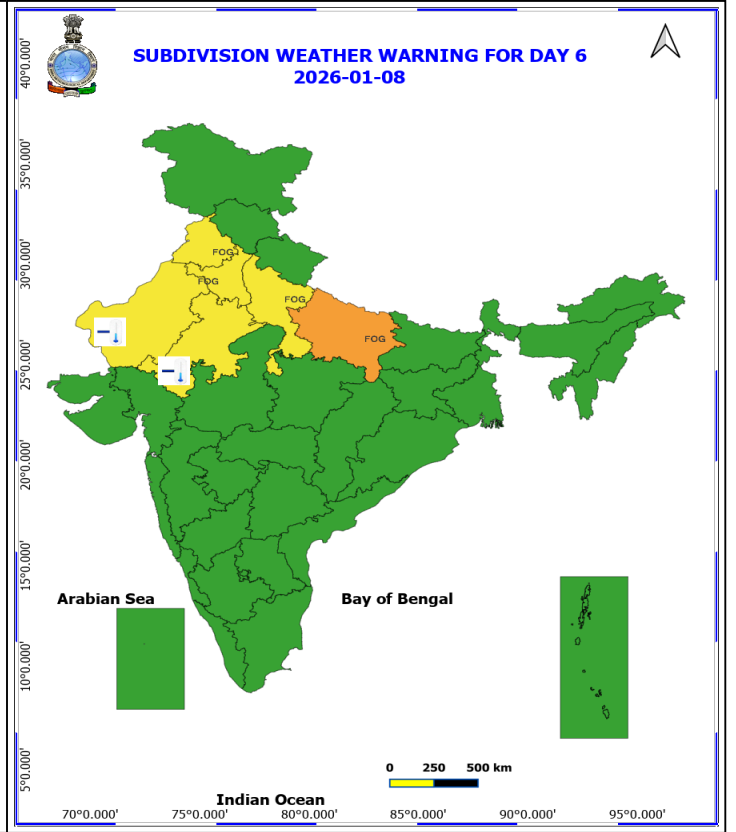 SUBDIVISION WEATHER WARNING FOR DAY 6
2026-01-08
40°0.000'
35°0.000'
30°0.000'
25°0.000'
20°0.000'
15°0.000'
10°0.000'
5°0.000'
FOG
FOG
FOG
FOG
Arabian Sea
Bay of Bengal
0 250 500 km
Indian Ocean
70°0.000' 75°0.000' 80°0.000' 85°0.000' 90°0.000' 95°0.000'